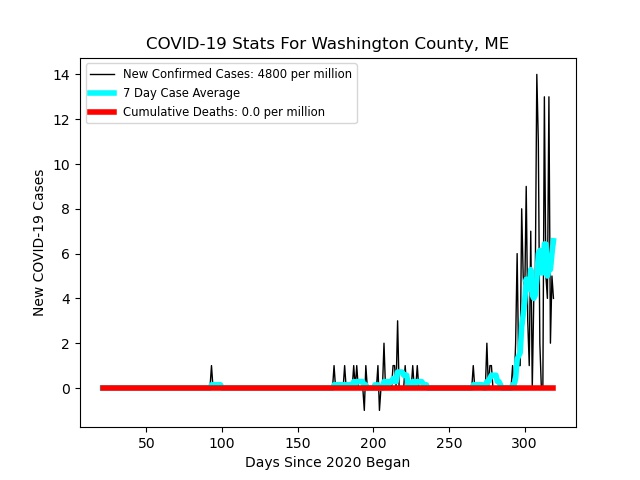 COVID-19 Stats For Washington County, ME
New Confirmed Cases: 4800 per million
7 Day Case Average
Cumulative Deaths: 0.0 per million
New COVID-19 Cases
14
12
10
8
6
4
2
0
50 100 150 200 250 300
Days Since 2020 Began